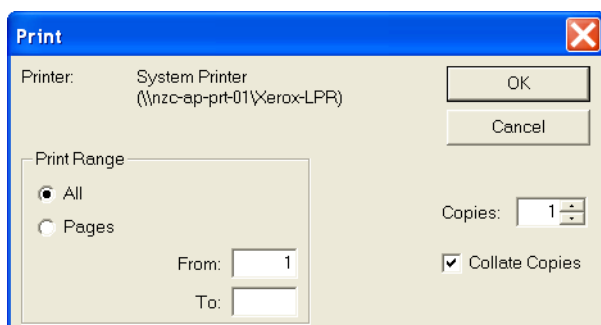 Print
Printer: System Printer
(\\nzc-ap-prt-01\Xerox-LPR)
OK
Cancel
Print Range
All
Pages
From: 1
To:
Copies: 1
Collate Copies